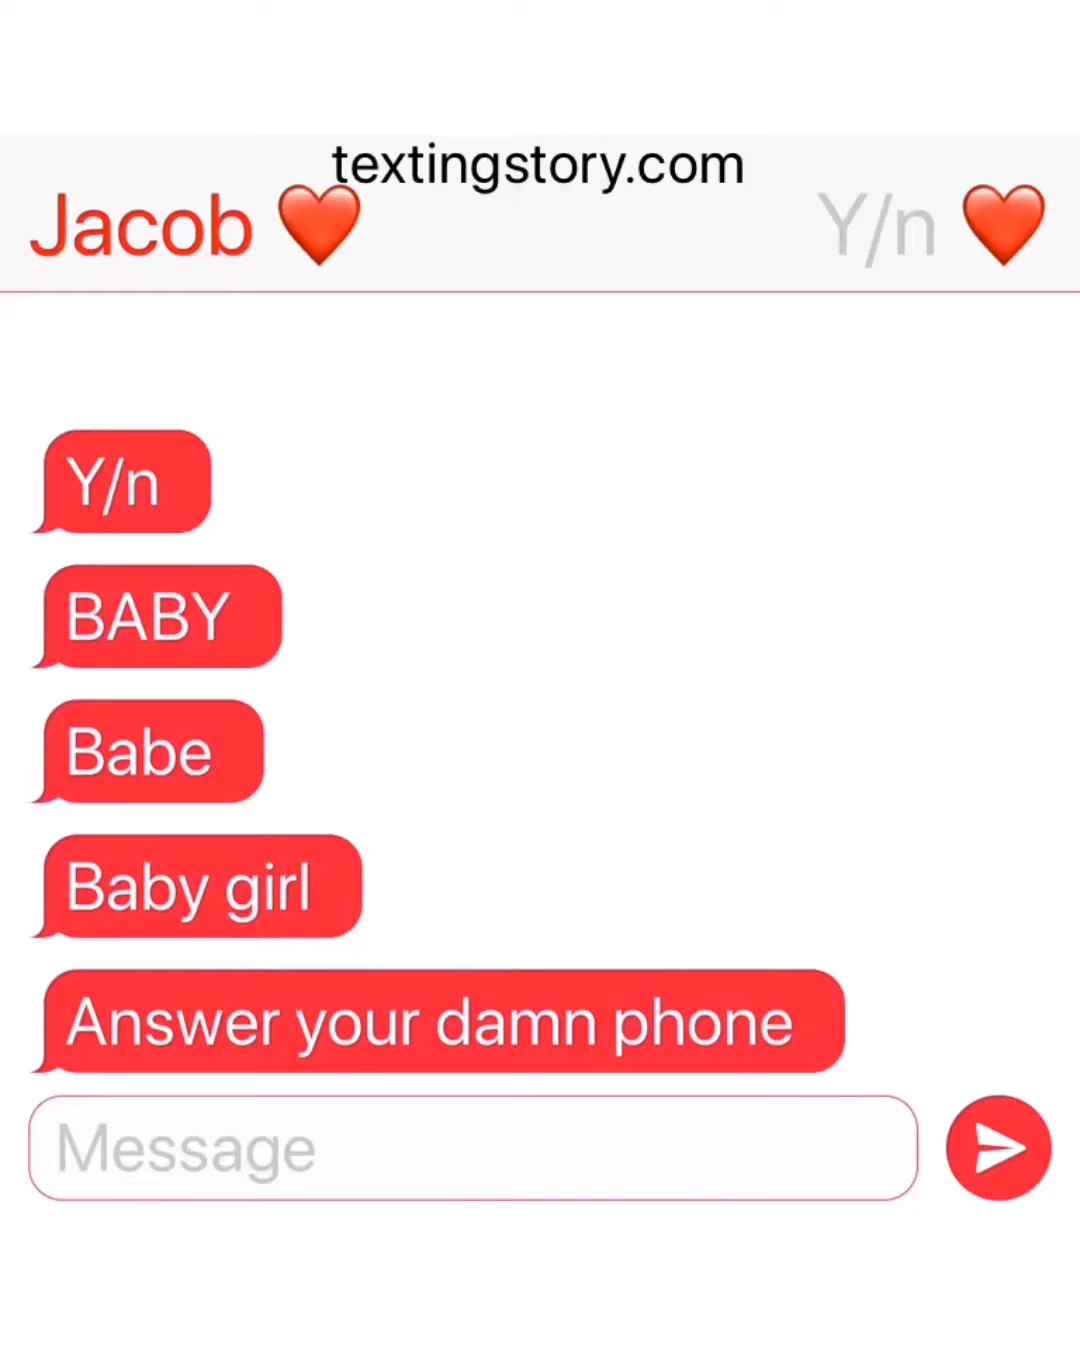 textingstory.com
Jacob ❤️ Y/n ❤️
Y/n
BABY
Babe
Baby girl
Answer your damn phone
Message